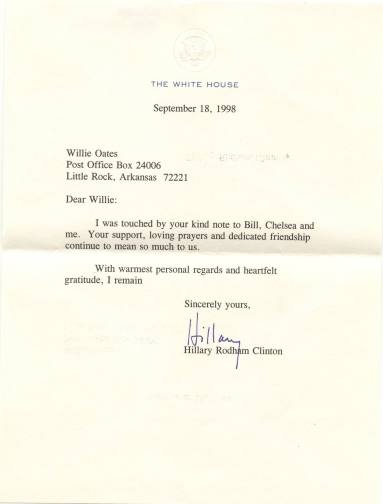 THE WHITE HOUSE
September 18, 1998
Willie Oates
Post Office Box 24006
Little Rock, Arkansas 72221
Dear Willie:
I was touched by your kind note to Bill, Chelsea and
me. Your support, loving prayers and dedicated friendship
continue to mean so much to us.
With warmest personal regards and heartfelt
gratitude, I remain
Sincerely yours,
Hillary
Hillary Rodham Clinton